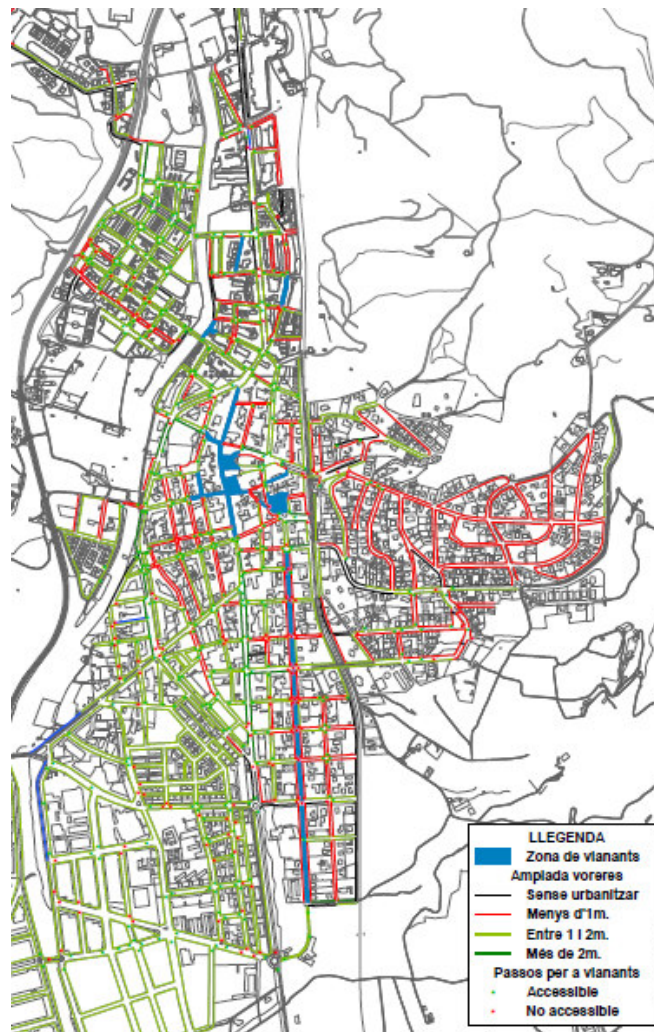 LLEGENDA
Zona de vianants
Amplada voreres
Sense urbanitzar
Menys d'1m.
Entre 1 i 2m.
Més de 2m.
Passos per a vianants
Accessible
No accessible